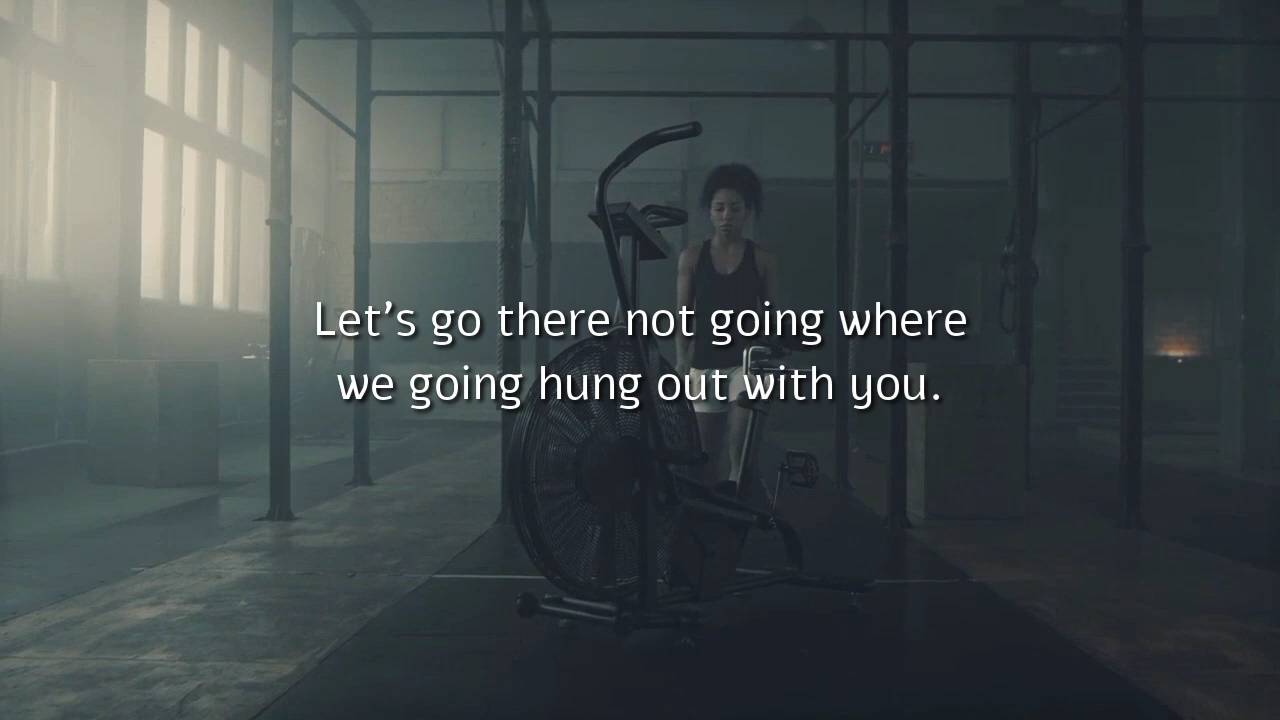 Let's go there not going where
we going hung out with you.